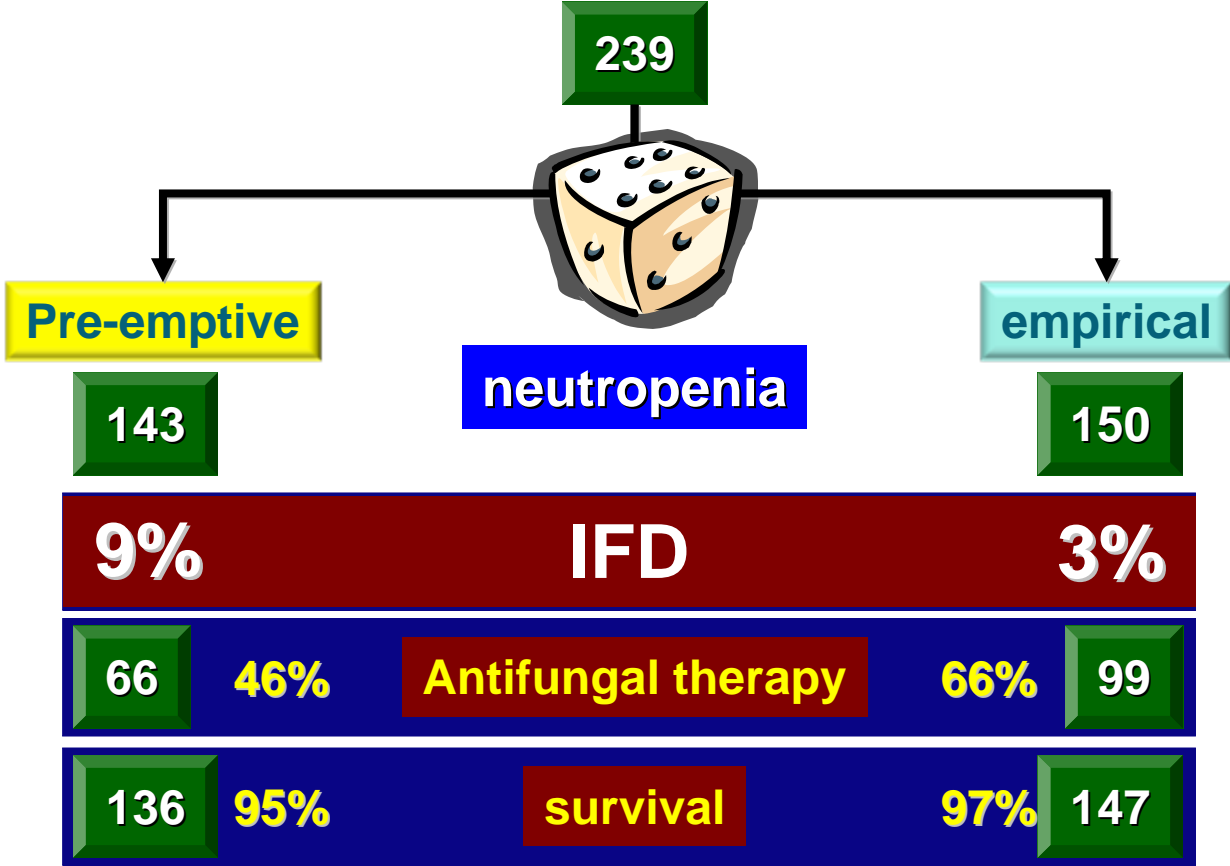 239
Pre-emptive
empirical
neutropenia
143
150
9% IFD 3%
66 46% Antifungal therapy 66% 99
136 95% survival 97% 147